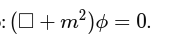 : (□ + m²)ϕ = 0.